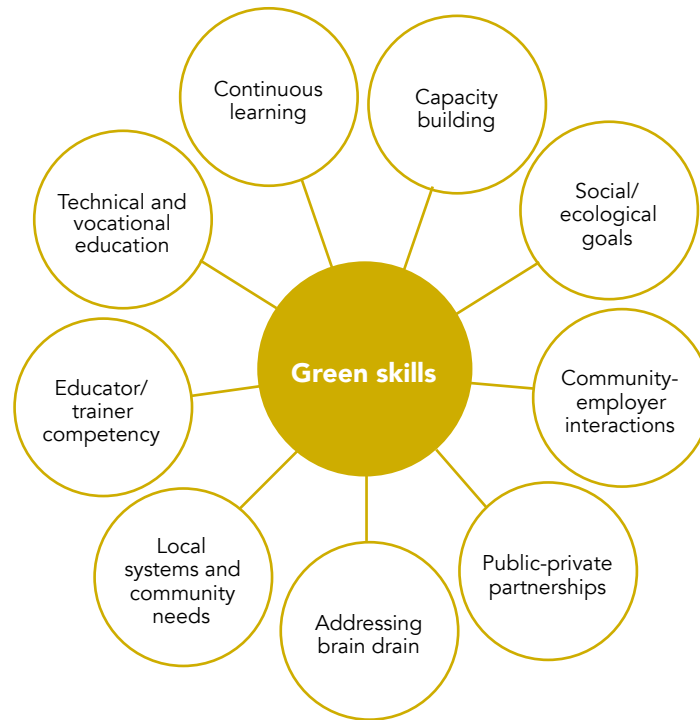 Continuous
learning
Capacity
building
Social/
ecological
goals
Community-
employer
interactions
Public-private
partnerships
Addressing
brain drain
Local
systems and
community
needs
Educator/
trainer
competency
Technical and
vocational
education
Green skills